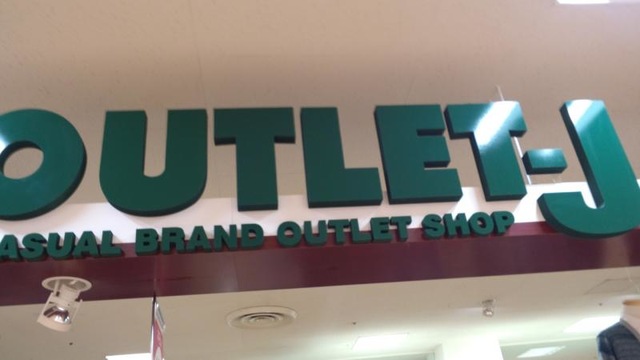 OUTLET-J
ASUAL BRAND OUTLET SHOP